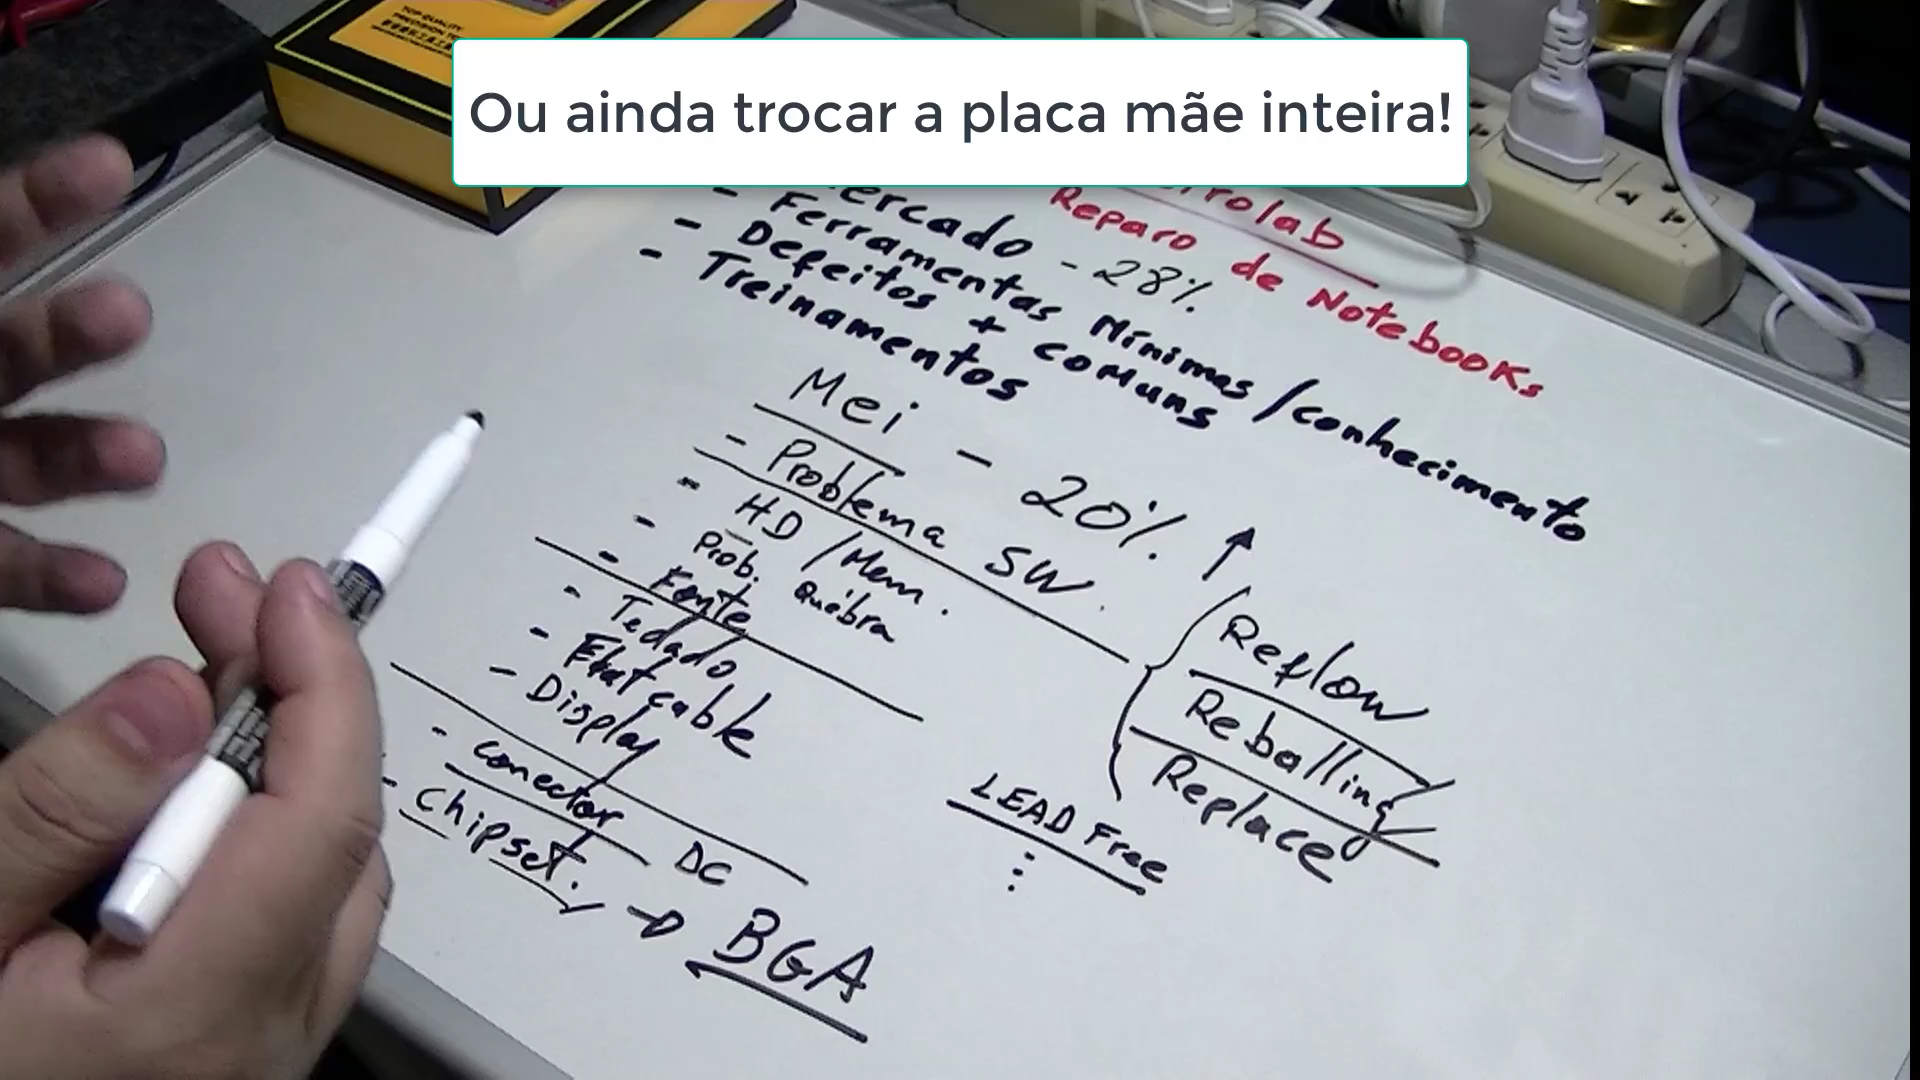 TOP-QUALITY
Ou ainda trocar a placa mãe inteira!
Reparo de Notebooks
- 28%
- Ferramentas Mínimas / conhecimento
- Defeitos + comuns
- Treinamentos
Mei - 20%
- Problema SW.
- HD / Mem.
- Prob. Quebra
- Fonte
- Teclado
- Flat cable
- Display
- conector DC
- Chipset.
BGA
Reflow
Reballing
Replace
LEAD Free